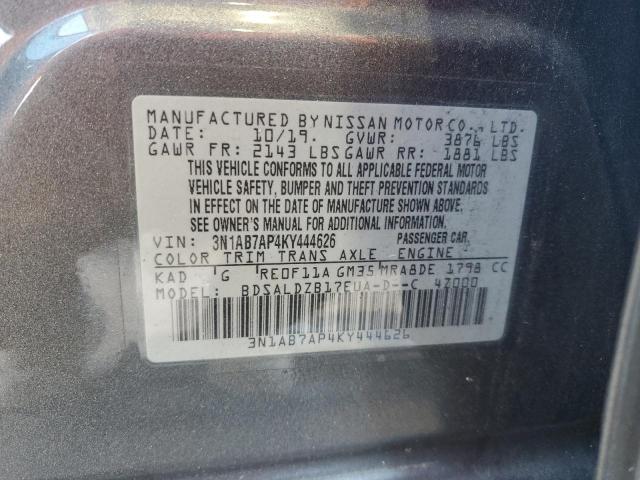 MANUFACTURED BY NISSAN MOTOR CO., LTD.
DATE: 10/19. GVWR: 3876 LBS
GAWR FR: 2143 LBS GAWR RR: 1881 LBS
THIS VEHICLE CONFORMS TO ALL APPLICABLE FEDERAL MOTOR
VEHICLE SAFETY, BUMPER AND THEFT PREVENTION STANDARDS
IN EFFECT ON THE DATE OF MANUFACTURE SHOWN ABOVE.
SEE OWNER'S MANUAL FOR ADDITIONAL INFORMATION.
VIN: 3N1AB7AP4KY444626 PASSENGER CAR.
COLOR TRIM TRANS AXLE ENGINE
KAD G RE0F11A GM35 MRA8DE 1798 CC
MODEL: BDSALDZB17EUA-D--C 4Z000
3N1AB7AP4KY444626